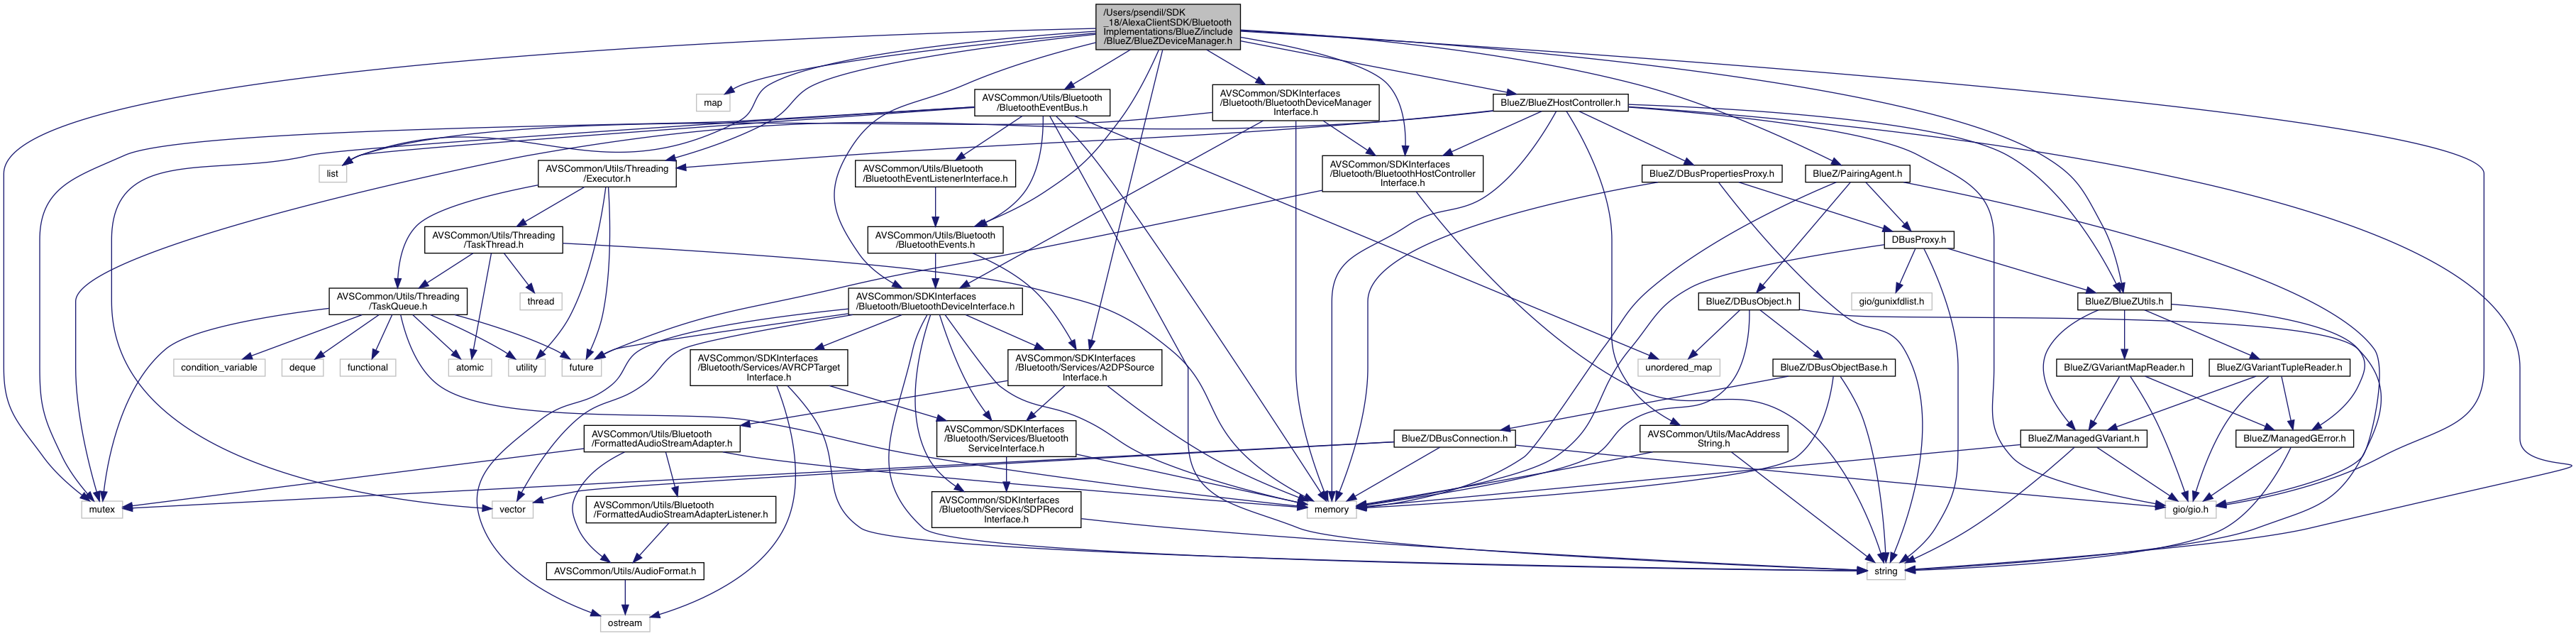 /Users/psendil/SDK
_18/AlexaClientSDK/Bluetooth
Implementations/BlueZ/include
/BlueZ/BlueZDeviceManager.h
map
AVSCommon/Utils/Bluetooth
/BluetoothEventBus.h
AVSCommon/SDKInterfaces
/Bluetooth/BluetoothDeviceManager
Interface.h
BlueZ/BlueZHostController.h
list
AVSCommon/Utils/Threading
/Executor.h
AVSCommon/Utils/Bluetooth
/BluetoothEventListenerInterface.h
AVSCommon/SDKInterfaces
/Bluetooth/BluetoothHostController
Interface.h
BlueZ/DBusPropertiesProxy.h
BlueZ/PairingAgent.h
AVSCommon/Utils/Threading
/TaskThread.h
AVSCommon/Utils/Bluetooth
/BluetoothEvents.h
DBusProxy.h
AVSCommon/Utils/Threading
/TaskQueue.h
thread
AVSCommon/SDKInterfaces
/Bluetooth/BluetoothDeviceInterface.h
BlueZ/DBusObject.h
gio/gunixfdlist.h
BlueZ/BlueZUtils.h
condition_variable
deque
functional
atomic
utility
future
AVSCommon/SDKInterfaces
/Bluetooth/Services/AVRCPTarget
Interface.h
AVSCommon/SDKInterfaces
/Bluetooth/Services/A2DPSource
Interface.h
unordered_map
BlueZ/DBusObjectBase.h
BlueZ/GVariantMapReader.h
BlueZ/GVariantTupleReader.h
AVSCommon/Utils/Bluetooth
/FormattedAudioStreamAdapter.h
AVSCommon/SDKInterfaces
/Bluetooth/Services/Bluetooth
ServiceInterface.h
BlueZ/DBusConnection.h
AVSCommon/Utils/MacAddress
String.h
BlueZ/ManagedGVariant.h
BlueZ/ManagedGError.h
mutex
vector
AVSCommon/Utils/Bluetooth
/FormattedAudioStreamAdapterListener.h
AVSCommon/SDKInterfaces
/Bluetooth/Services/SDPRecord
Interface.h
memory
gio/gio.h
AVSCommon/Utils/AudioFormat.h
string
ostream